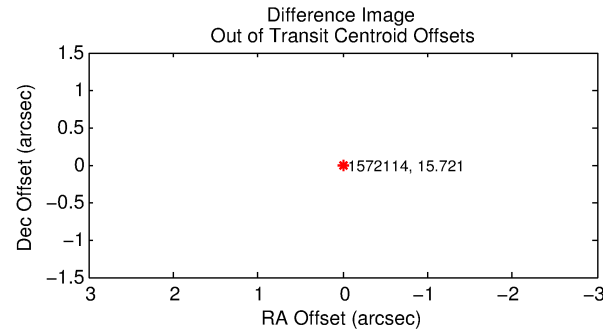 Difference Image
Out of Transit Centroid Offsets
1.5
1
0.5
0
−0.5
−1
−1.5
Dec Offset (arcsec)
1572114, 15.721
3 2 1 0 −1 −2 −3
RA Offset (arcsec)